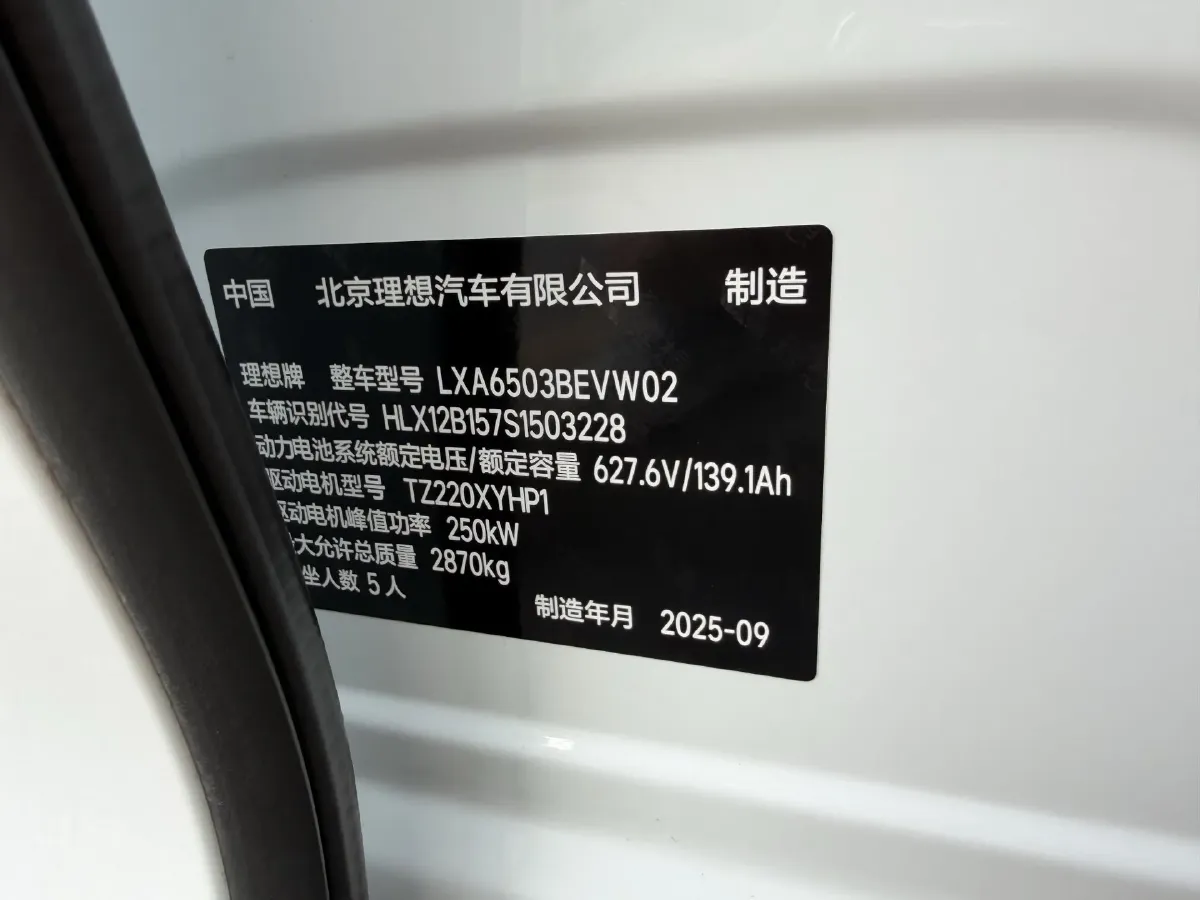 中国 北京理想汽车有限公司 制造
理想牌 整车型号 LXA6503BEVW02
车辆识别代号 HLX12B157S1503228
动力电池系统额定电压/额定容量 627.6V/139.1Ah
驱动电机型号 TZ220XYHP1
驱动电机峰值功率 250kW
大允许总质量 2870kg
坐人数 5人
制造年月 2025-09